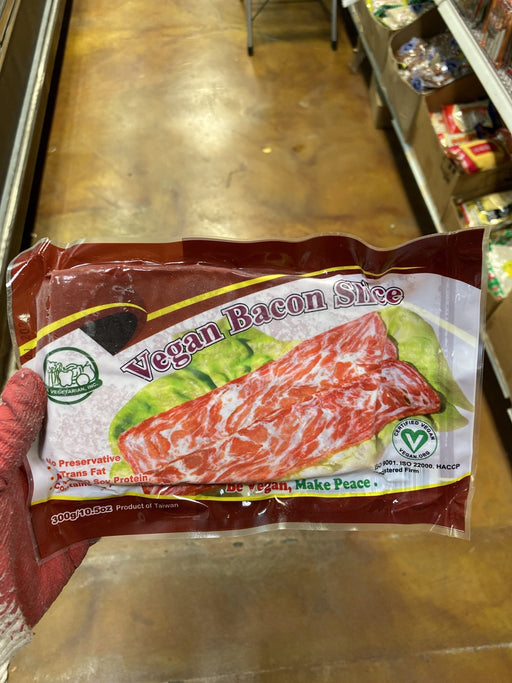 Vegan Bacon Slice
VEGETARIAN, INC.
No Preservative
Trans Fat
Contains Soy Protein
CERTIFIED VEGAN
VEGAN.ORG
ISO 9001, ISO 22000, HACCP
Registered Firm
Be Vegan, Make Peace.
300g/10.5oz Product of Taiwan